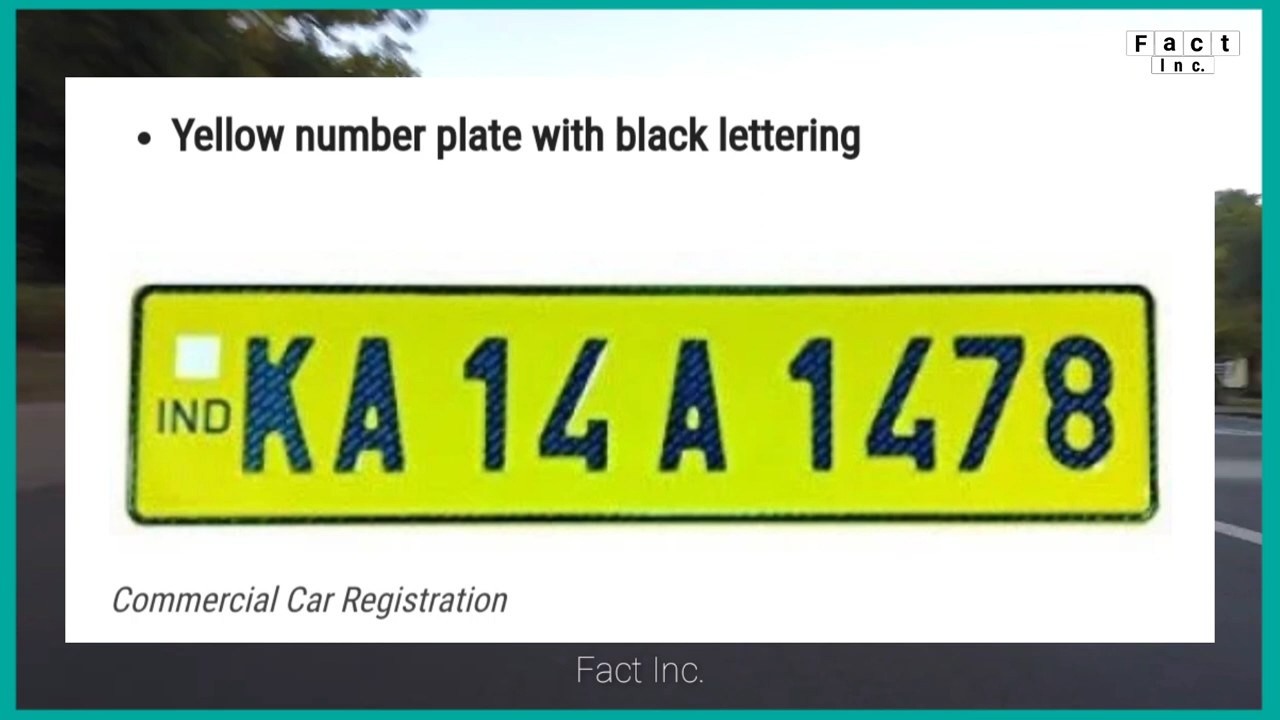 Fact
Inc.
• Yellow number plate with black lettering
IND KA 14 A 1478
Commercial Car Registration
Fact Inc.